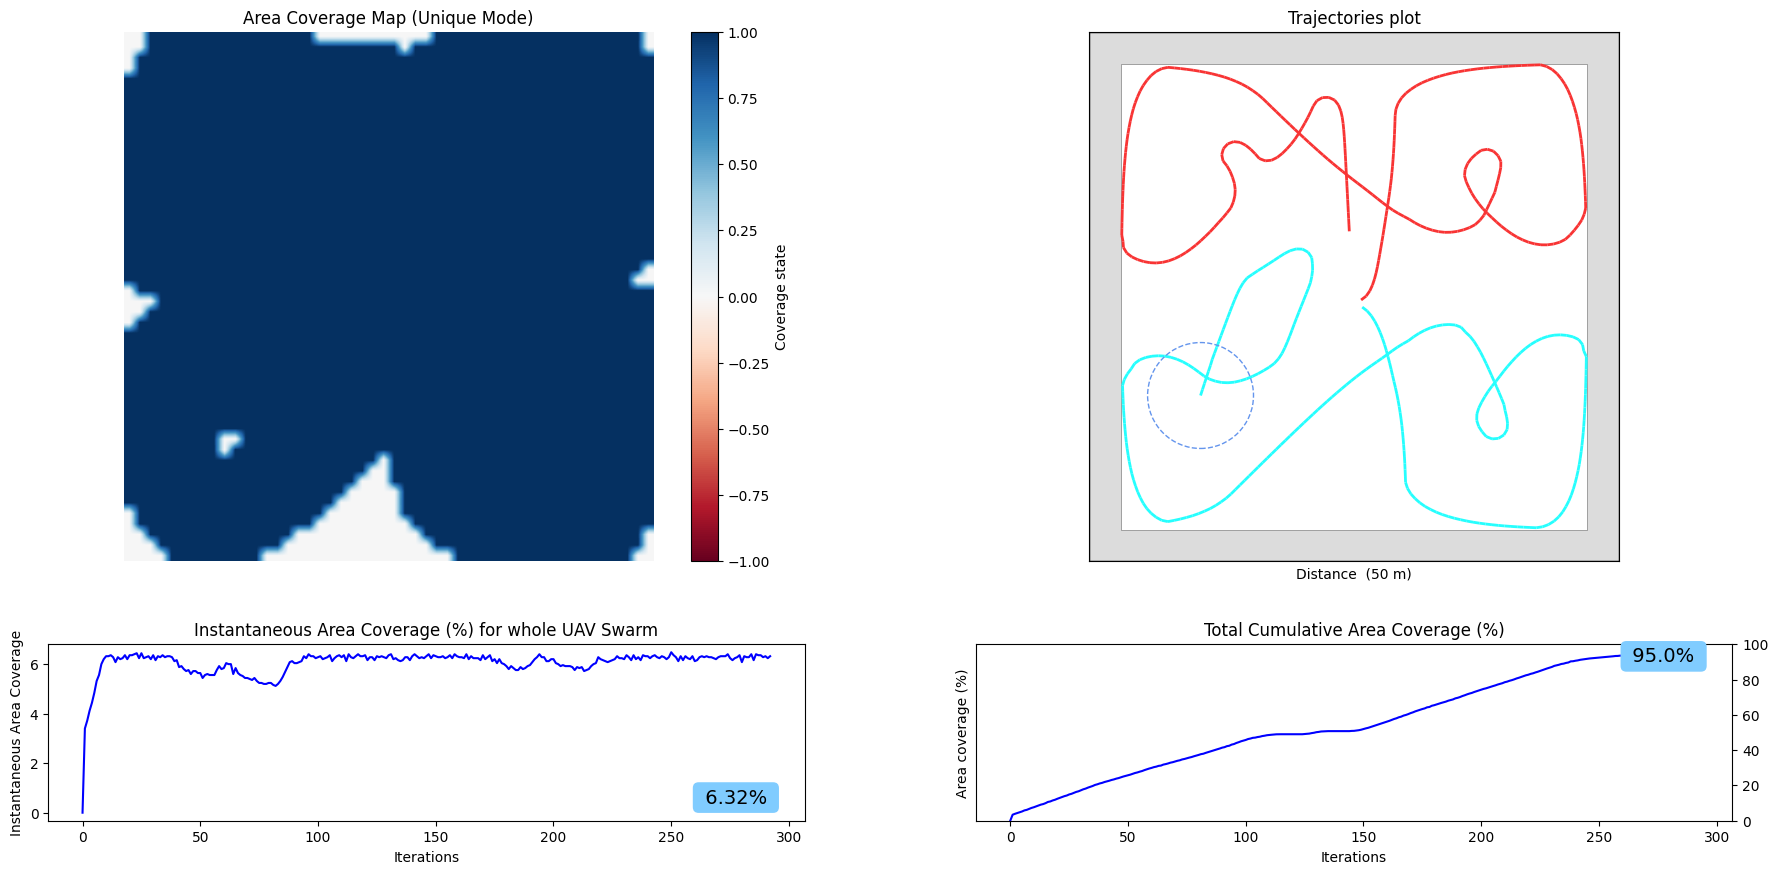 Area Coverage Map (Unique Mode)
1.00
0.75
0.50
0.25
0.00
−0.25
−0.50
−0.75
−1.00
Coverage state
Trajectories plot
Distance  (50 m)
Instantaneous Area Coverage (%) for whole UAV Swarm
Instantaneous Area Coverage
6
4
2
0
6.32%
0 50 100 150 200 250 300
Iterations
Total Cumulative Area Coverage (%)
Area coverage (%)
95.0%
100
80
60
40
20
0
0 50 100 150 200 250 300
Iterations